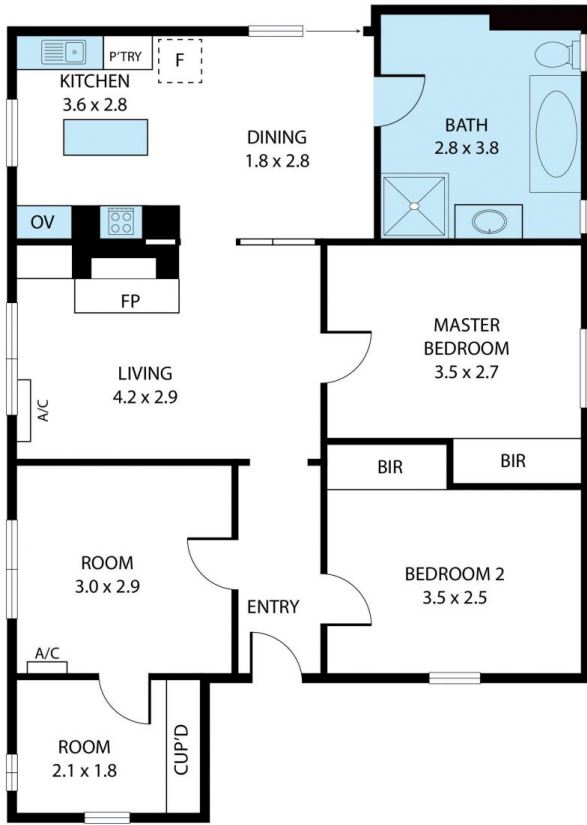 P'TRY
F
KITCHEN
3.6 x 2.8
DINING
1.8 x 2.8
BATH
2.8 x 3.8
OV
FP
LIVING
4.2 x 2.9
A/C
MASTER
BEDROOM
3.5 x 2.7
BIR
BIR
ROOM
3.0 x 2.9
A/C
ENTRY
BEDROOM 2
3.5 x 2.5
ROOM
2.1 x 1.8
CUP'D